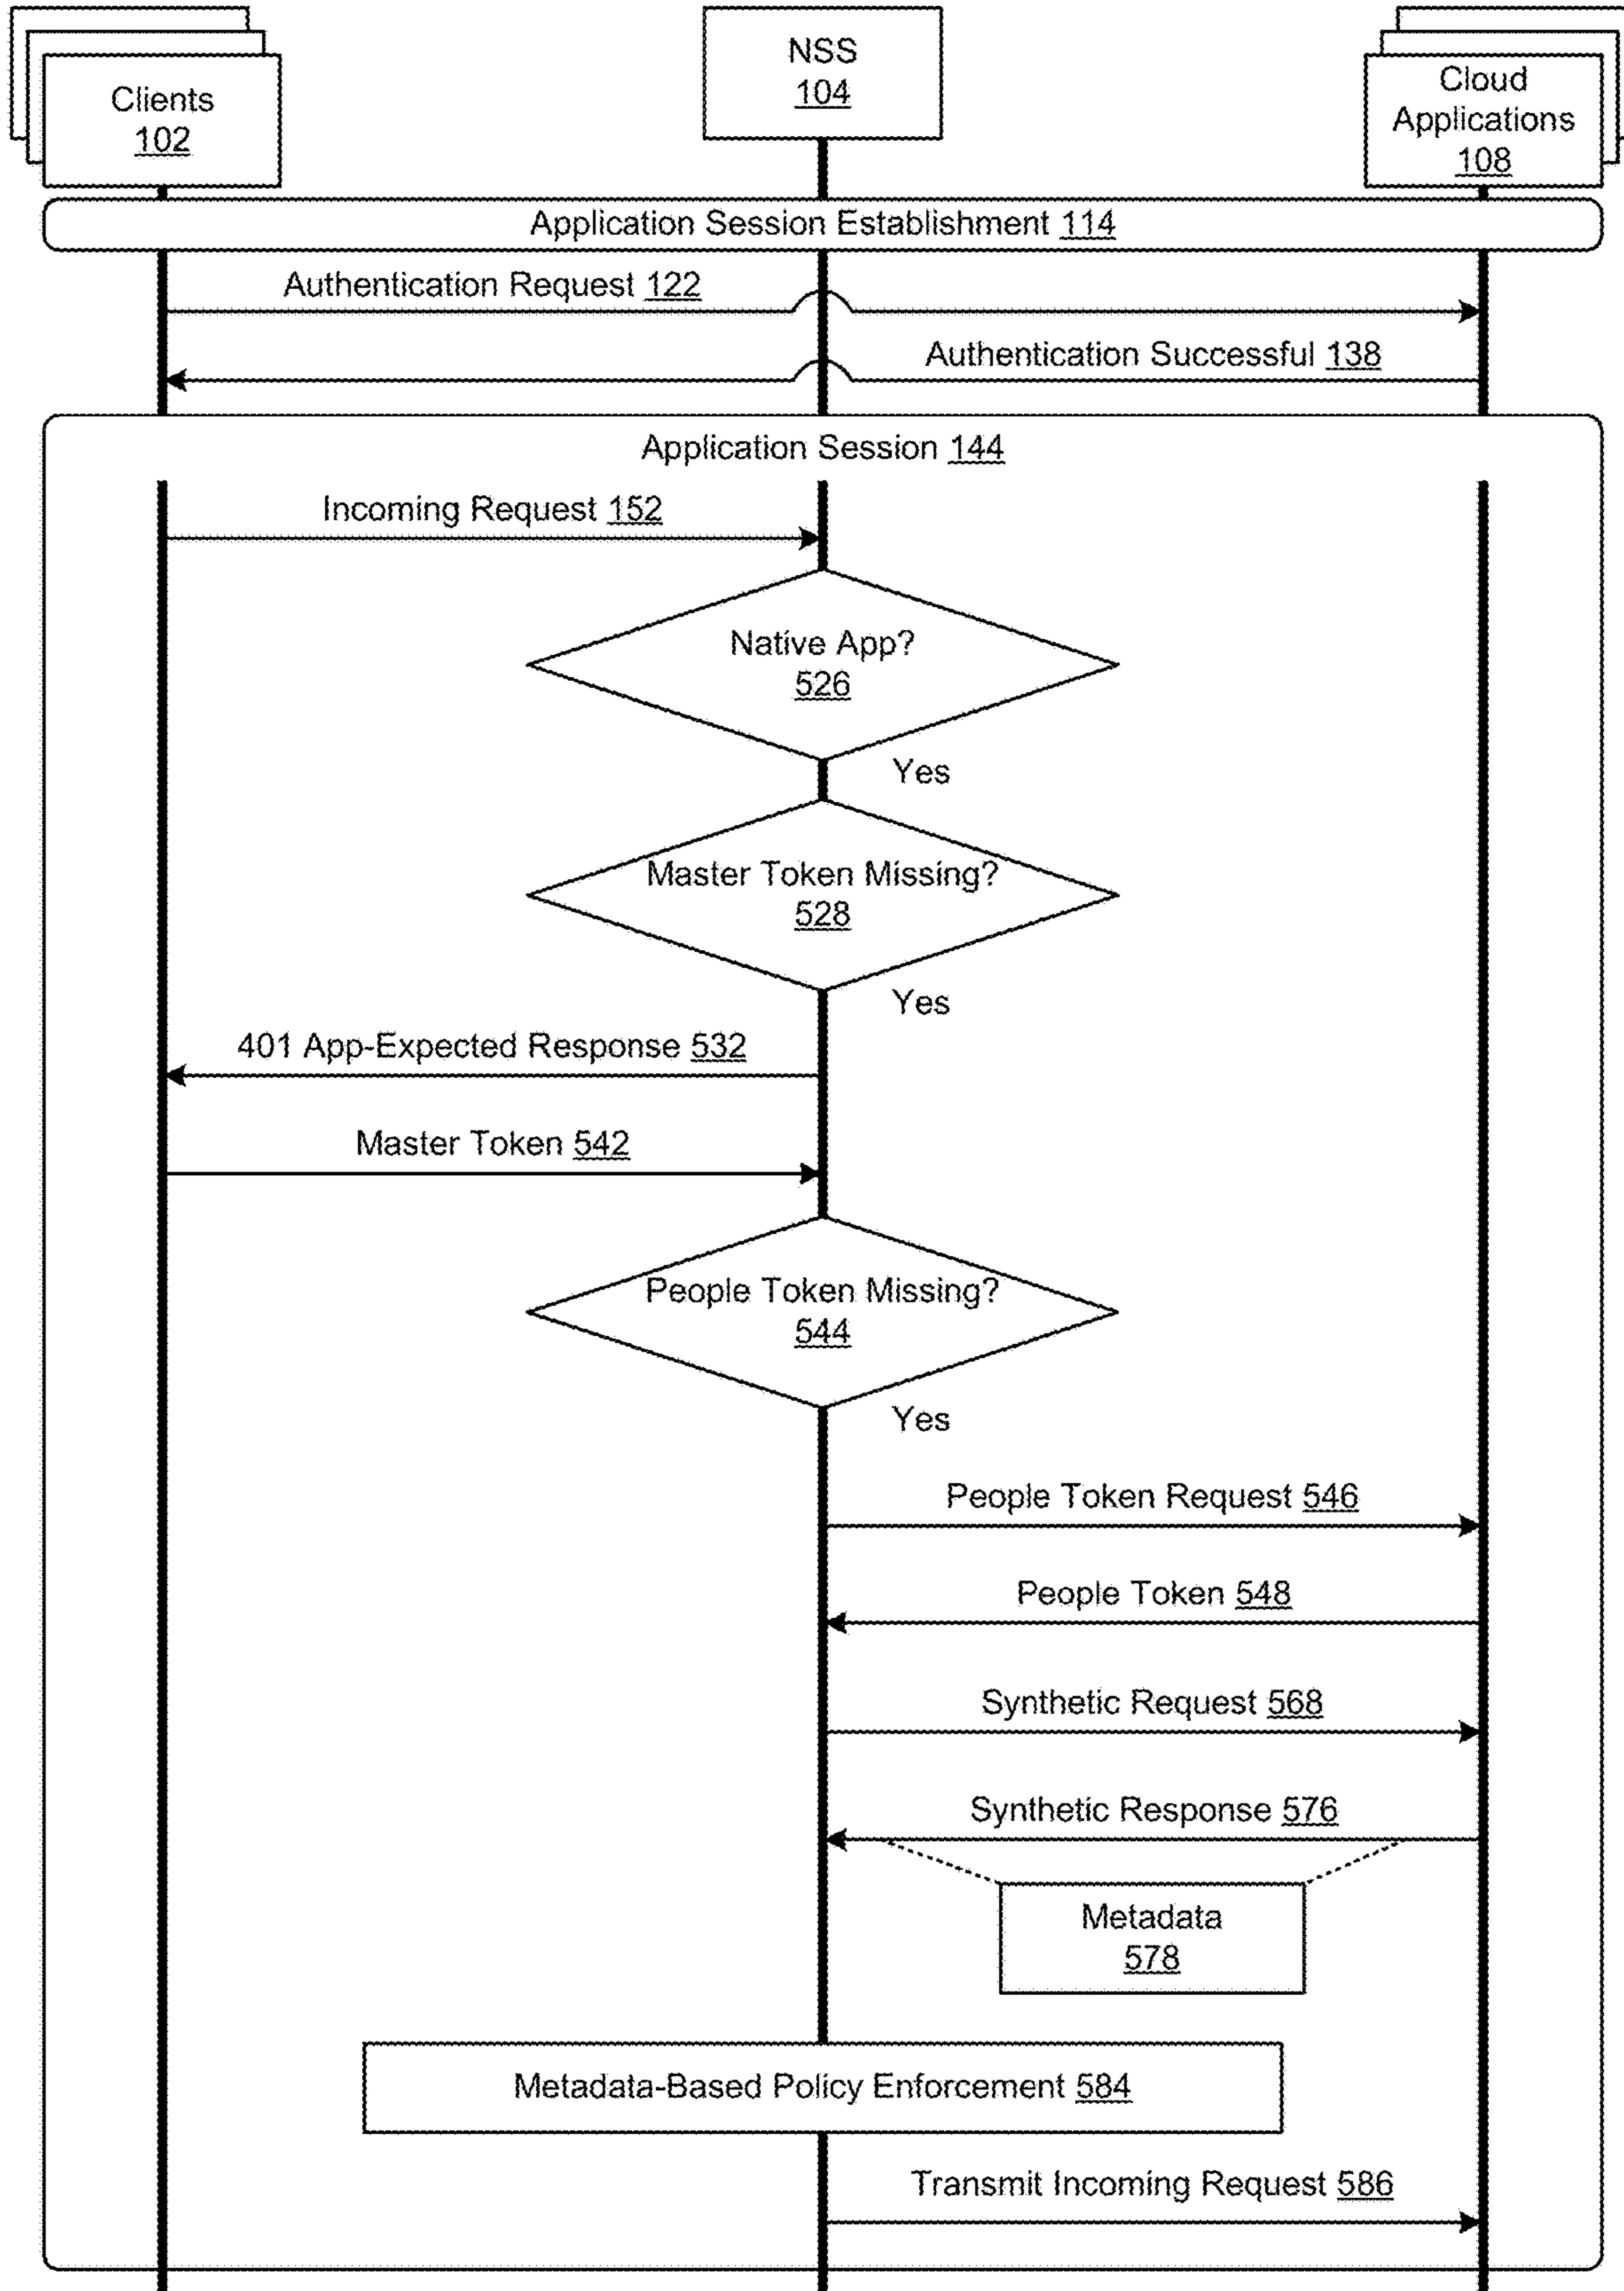 Clients
102
NSS
104
Cloud
Applications
108
Application Session Establishment 114
Authentication Request 122
Authentication Successful 138
Application Session 144
Incoming Request 152
Native App?
526
Yes
Master Token Missing?
528
Yes
401 App-Expected Response 532
Master Token 542
People Token Missing?
544
Yes
People Token Request 546
People Token 548
Synthetic Request 568
Synthetic Response 576
Metadata
578
Metadata-Based Policy Enforcement 584
Transmit Incoming Request 586